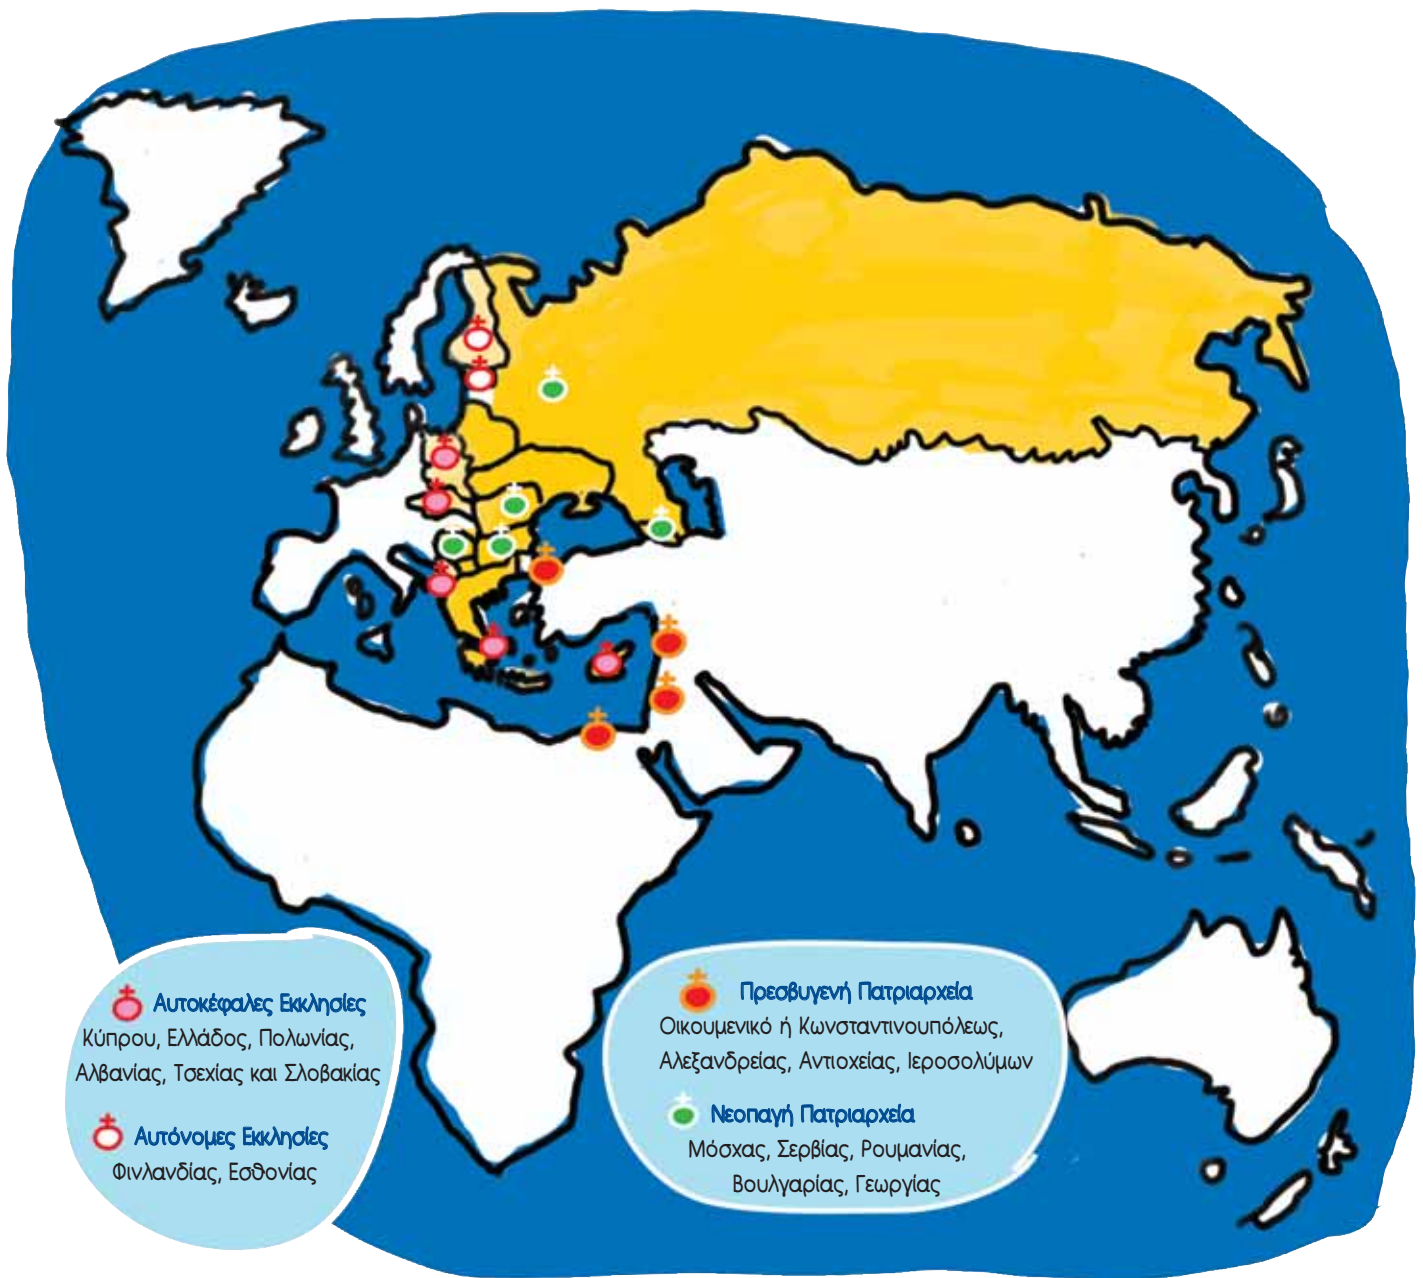 Αυτοκέφαλες Εκκλησίες
Κύπρου, Ελλάδος, Πολωνίας,
Αλβανίας, Τσεχίας και Σλοβακίας
Αυτόνομες Εκκλησίες
Φινλανδίας, Εσθονίας
Πρεσβυγενή Πατριαρχεία
Οικουμενικό ή Κωνσταντινουπόλεως,
Αλεξανδρείας, Αντιοχείας, Ιεροσολύμων
Νεοπαγή Πατριαρχεία
Μόσχας, Σερβίας, Ρουμανίας,
Βουλγαρίας, Γεωργίας